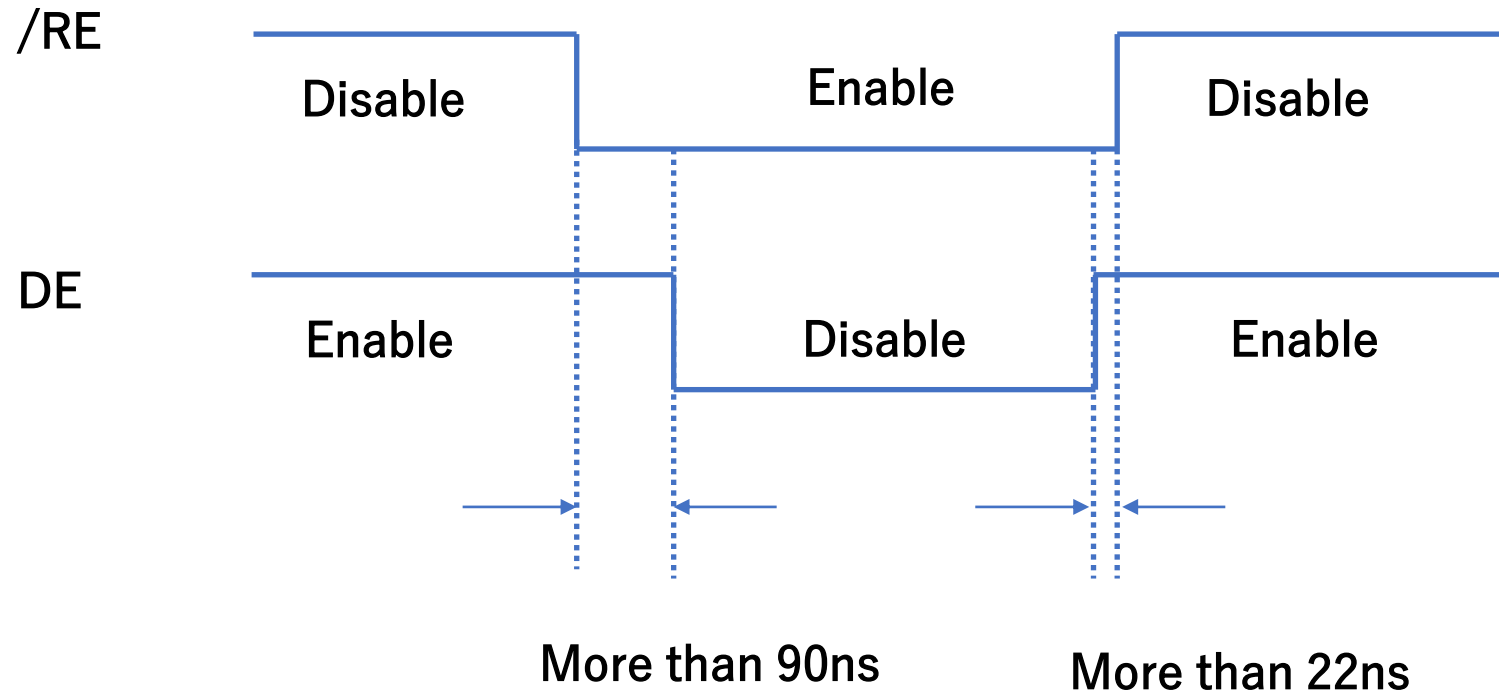 /RE
Disable
Enable
Disable
DE
Enable
Disable
Enable
More than 90ns
More than 22ns